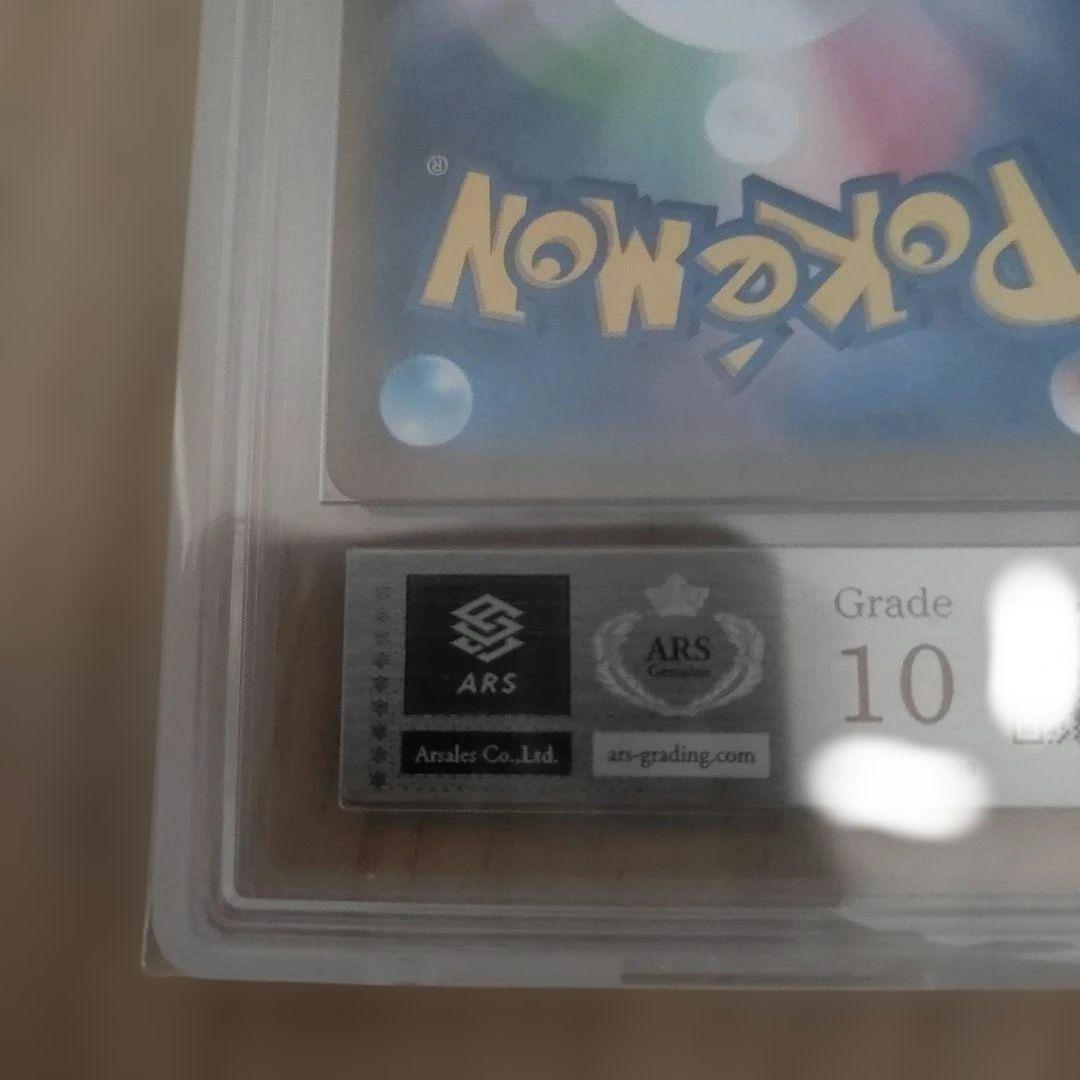 ®
POKéMON
ARS
ARS
Genuine
Arsales Co.,Ltd.
ars-grading.com
Grade
10